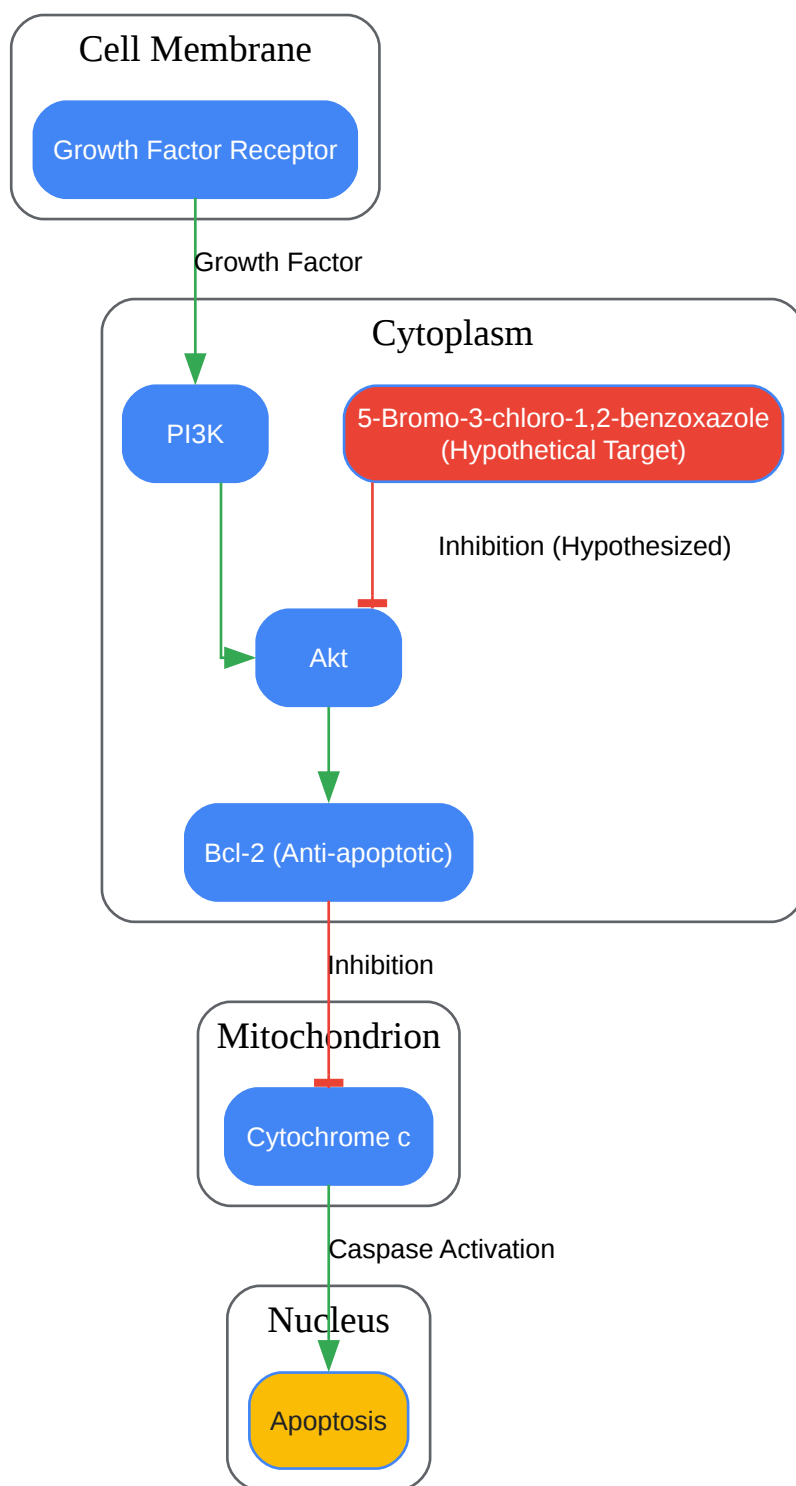 Cell Membrane
Growth Factor Receptor
Growth Factor
Cytoplasm
PI3K
5-Bromo-3-chloro-1,2-benzoxazole
(Hypothetical Target)
Inhibition (Hypothesized)
Akt
Bcl-2 (Anti-apoptotic)
Inhibition
Mitochondrion
Cytochrome c
Caspase Activation
Nucleus
Apoptosis